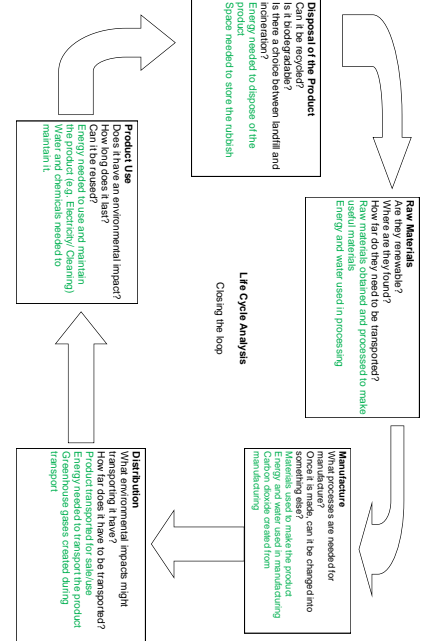 Life Cycle Analysis
Closing the loop
Raw Materials
Are they renewable?
Where are they found?
How far do they need to be transported?
Raw materials obtained and processed to make
useful materials
Energy and water used in processing
Manufacture
What processes are needed for
manufacture?
Once it is made, can it be changed into
something else?
Materials used to make the product
Energy and water used in manufacturing
Carbon dioxide created from
manufacturing
Distribution
What environmental impacts might
transporting it have?
How far does it have to be transported?
Product transported for sale/use
Energy needed to transport the product
Greenhouse gases created during
transport
Product Use
Does it have an environmental impact?
How long does it last?
Can it be reused?
Energy needed to use and maintain
the product (e.g. Electricity/ Cleaning)
Water and chemicals needed to
maintain it.
Disposal of the Product
Can it be recycled?
Is it biodegradable?
Is there a choice between landfill and
incineration?
Energy needed to dispose of the
product
Space needed to store the rubbish